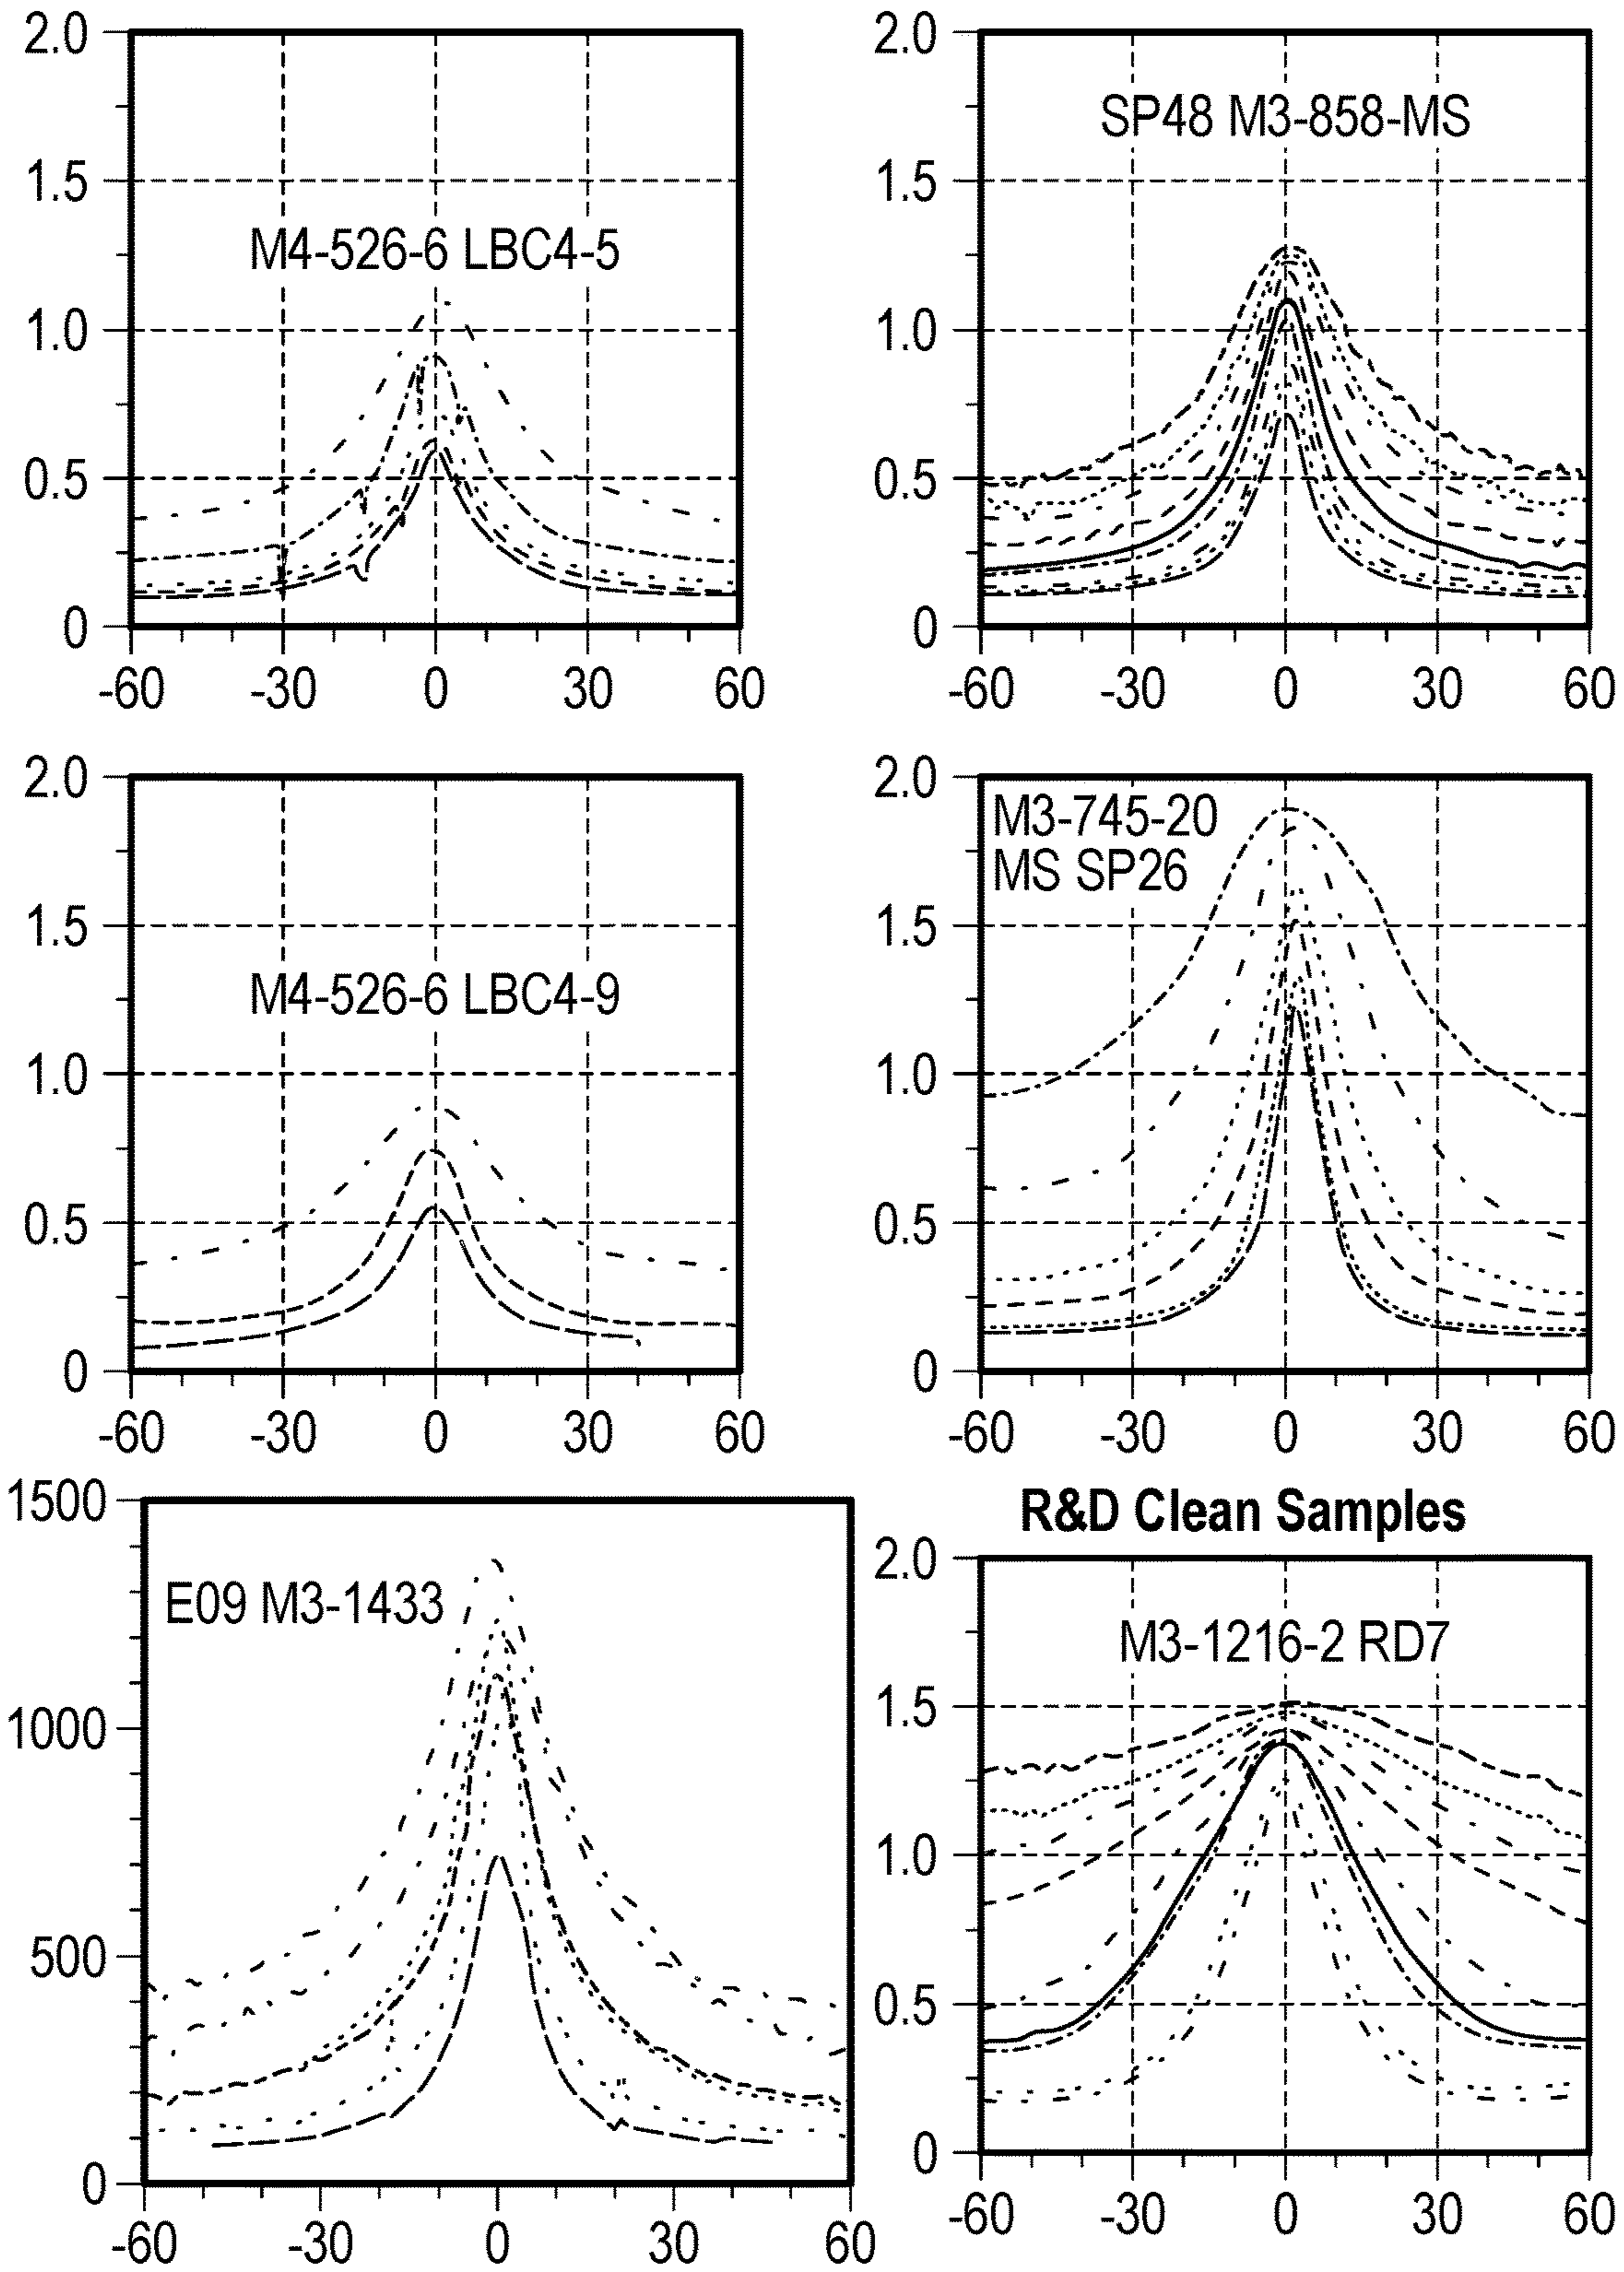 2.0
1.5
1.0
0.5
0
-60 -30 0 30 60
M4-526-6 LBC4-5
2.0
1.5
1.0
0.5
0
-60 -30 0 30 60
SP48 M3-858-MS
2.0
1.5
1.0
0.5
0
-60 -30 0 30 60
M4-526-6 LBC4-9
2.0
1.5
1.0
0.5
0
-60 -30 0 30 60
M3-745-20
MS SP26
1500
1000
500
0
-60 -30 0 30 60
E09 M3-1433
R&D Clean Samples
2.0
1.5
1.0
0.5
0
-60 -30 0 30 60
M3-1216-2 RD7